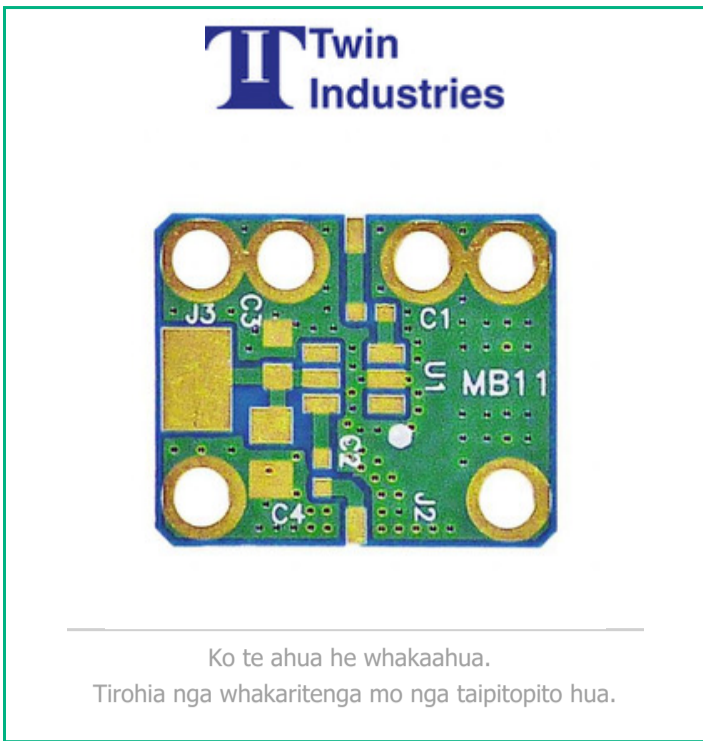 Twin
Industries
J3
C3
C1
U1
MB11
C2
C4
J2
Ko te ahua he whakaahua.
Tirohia nga whakaritenga mo nga taipitopito hua.